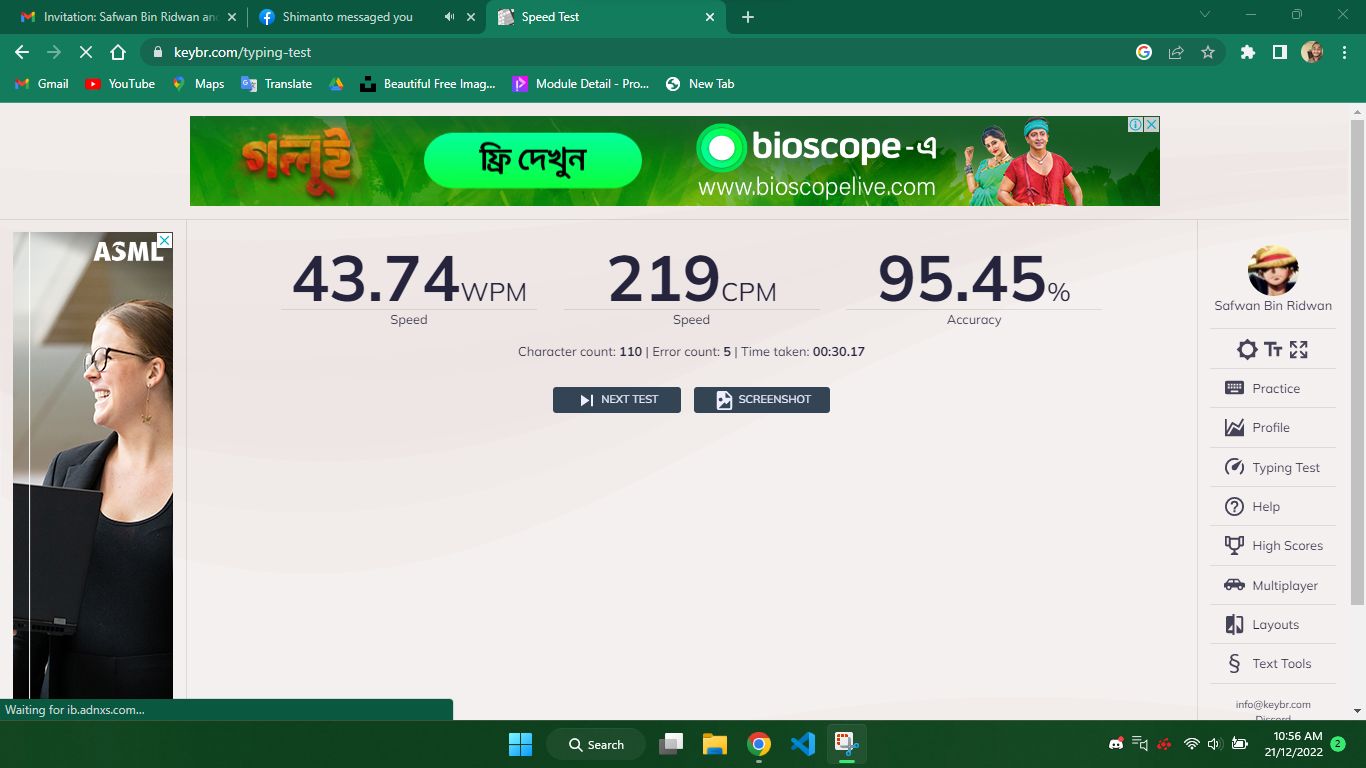 Invitation: Safwan Bin Ridwan and
Shimanto messaged you
Speed Test
keybr.com/typing-test
Gmail
YouTube
Maps
Translate
Beautiful Free Imag...
Module Detail - Pro...
New Tab
গলুই
ফ্রি দেখুন
bioscope-এ
www.bioscopelive.com
ASML
43.74WPM
Speed
219CPM
Speed
95.45%
Accuracy
Character count: 110 | Error count: 5 | Time taken: 00:30.17
NEXT TEST
SCREENSHOT
Safwan Bin Ridwan
Practice
Profile
Typing Test
Help
High Scores
Multiplayer
Layouts
Text Tools
info@keybr.com
Discord
Waiting for ib.adnxs.com...
Search
10:56 AM
21/12/2022
2